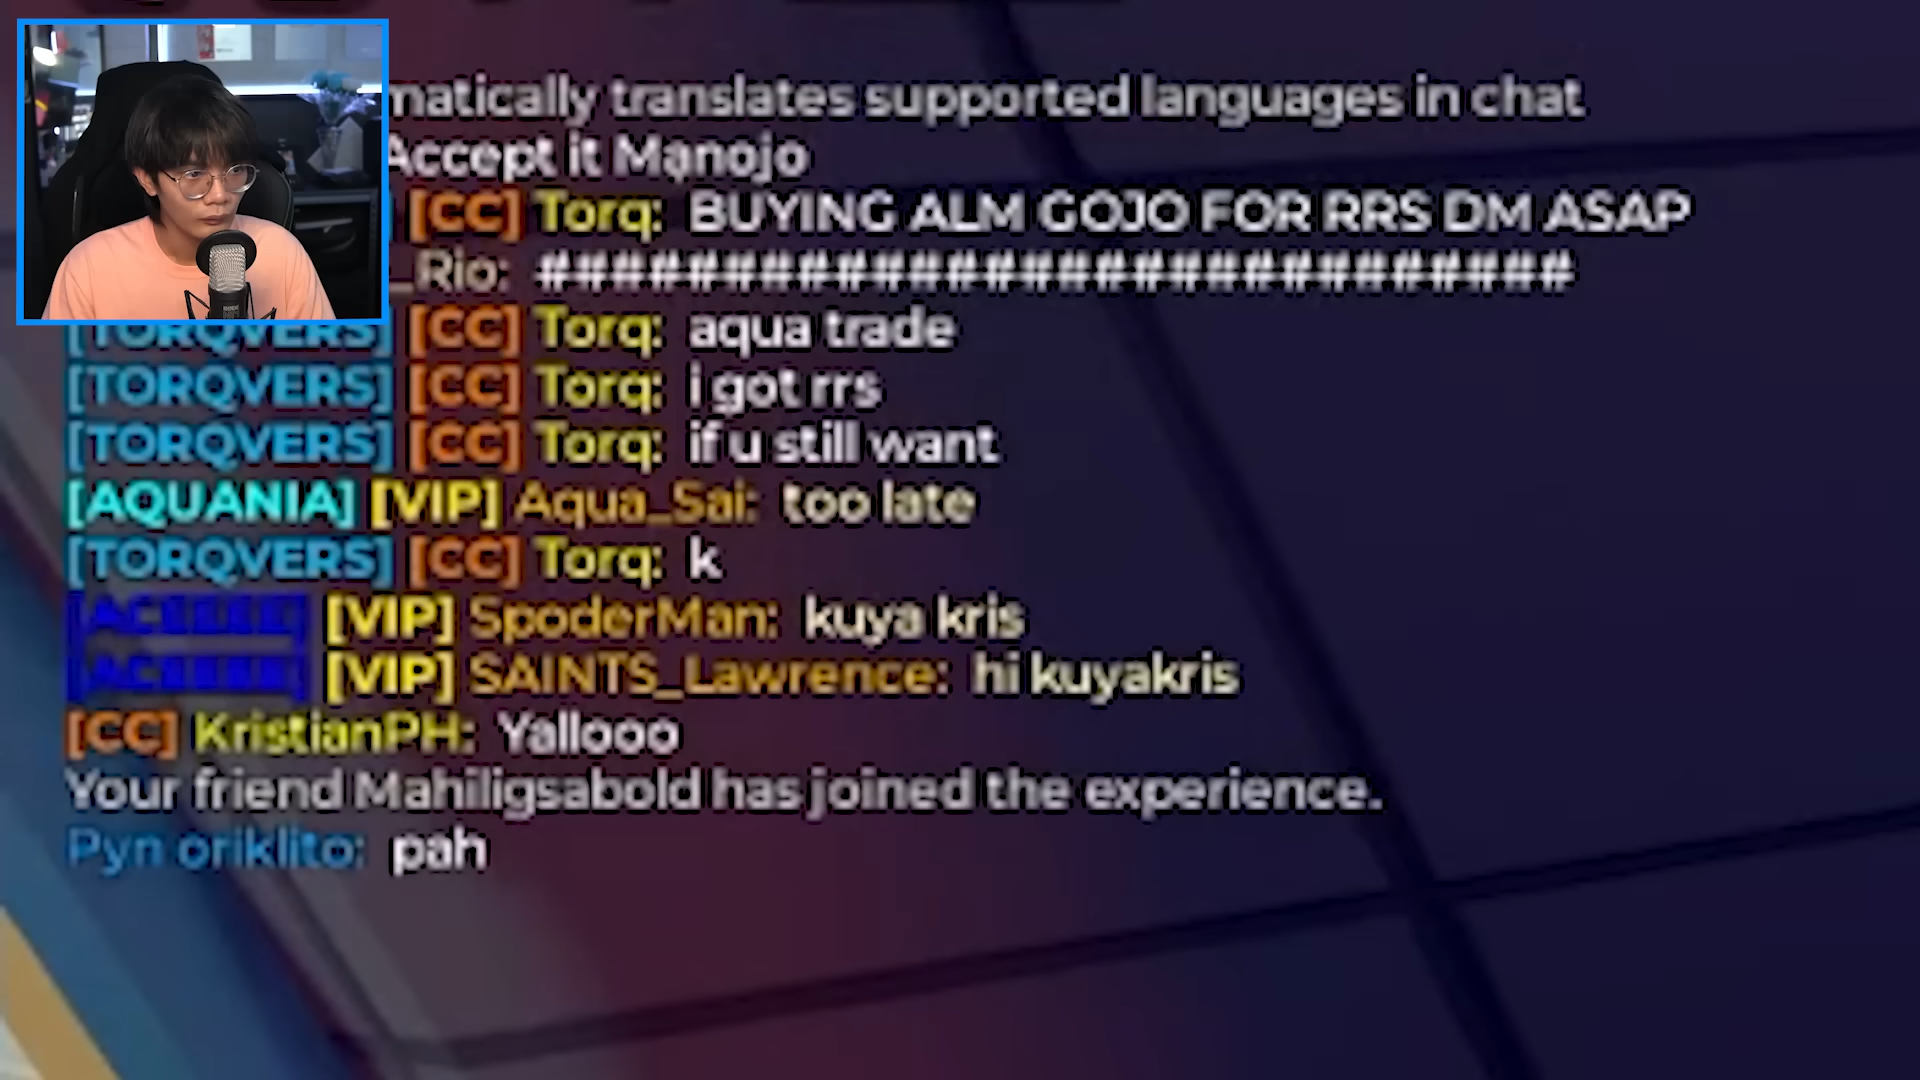 matically translates supported languages in chat
Accept it Manojo
[CC] Torq: BUYING ALM GOJO FOR RRS DM ASAP
_Rio: ############################
[TORQVERS] [CC] Torq: aqua trade
[TORQVERS] [CC] Torq: i got rrs
[TORQVERS] [CC] Torq: if u still want
[AQUANIA] [VIP] Aqua_Sai: too late
[TORQVERS] [CC] Torq: k
[VIP] SpoderMan: kuya kris
[VIP] SAINTS_Lawrence: hi kuyakris
[CC] KristianPH: Yallooo
Your friend Mahiligsabold has joined the experience.
Pyn oriklito: pah